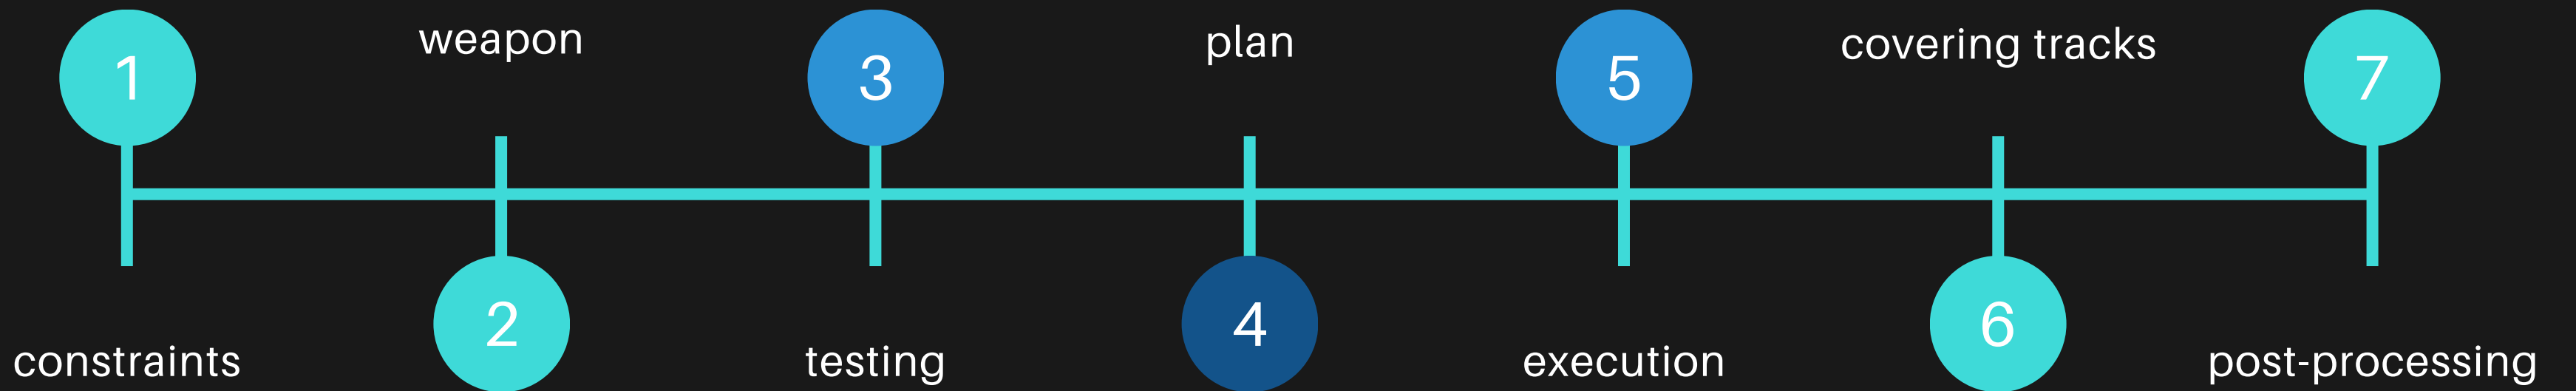 1
constraints
weapon
2
3
testing
plan
4
5
execution
covering tracks
6
7
post-processing